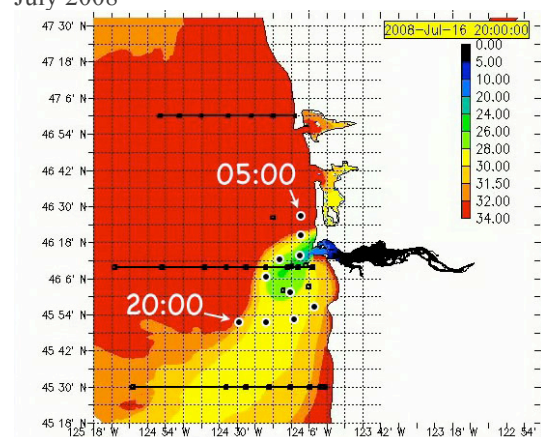 July 2008
2008-Jul-16 20:00:00
47 30' N
47 18' N
47 6' N
46 54' N
46 42' N
46 30' N
46 18' N
46 6' N
45 54' N
45 42' N
45 30' N
45 18' N
0.00
5.00
10.00
20.00
24.00
26.00
28.00
30.00
31.50
32.00
34.00
05:00
20:00
125 18' W
124 54' W
124 30' W
124 6' W
123 42' W
123 18' W
122 54' W